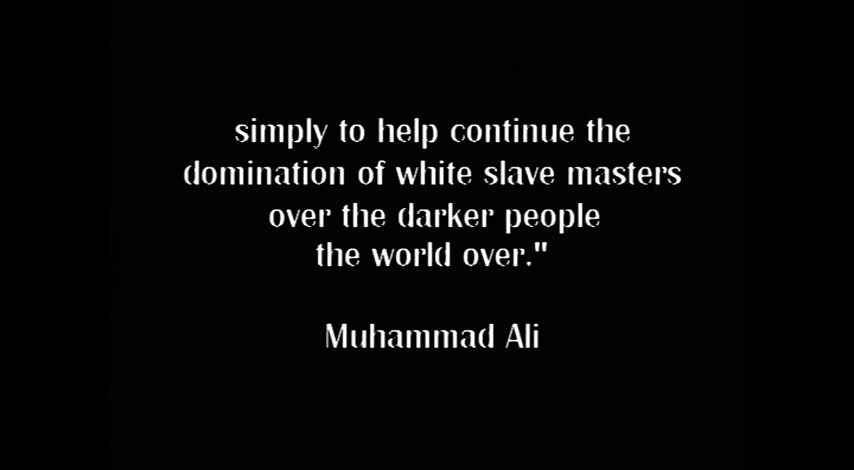 simply to help continue the
domination of white slave masters
over the darker people
the world over."
Muhammad Ali